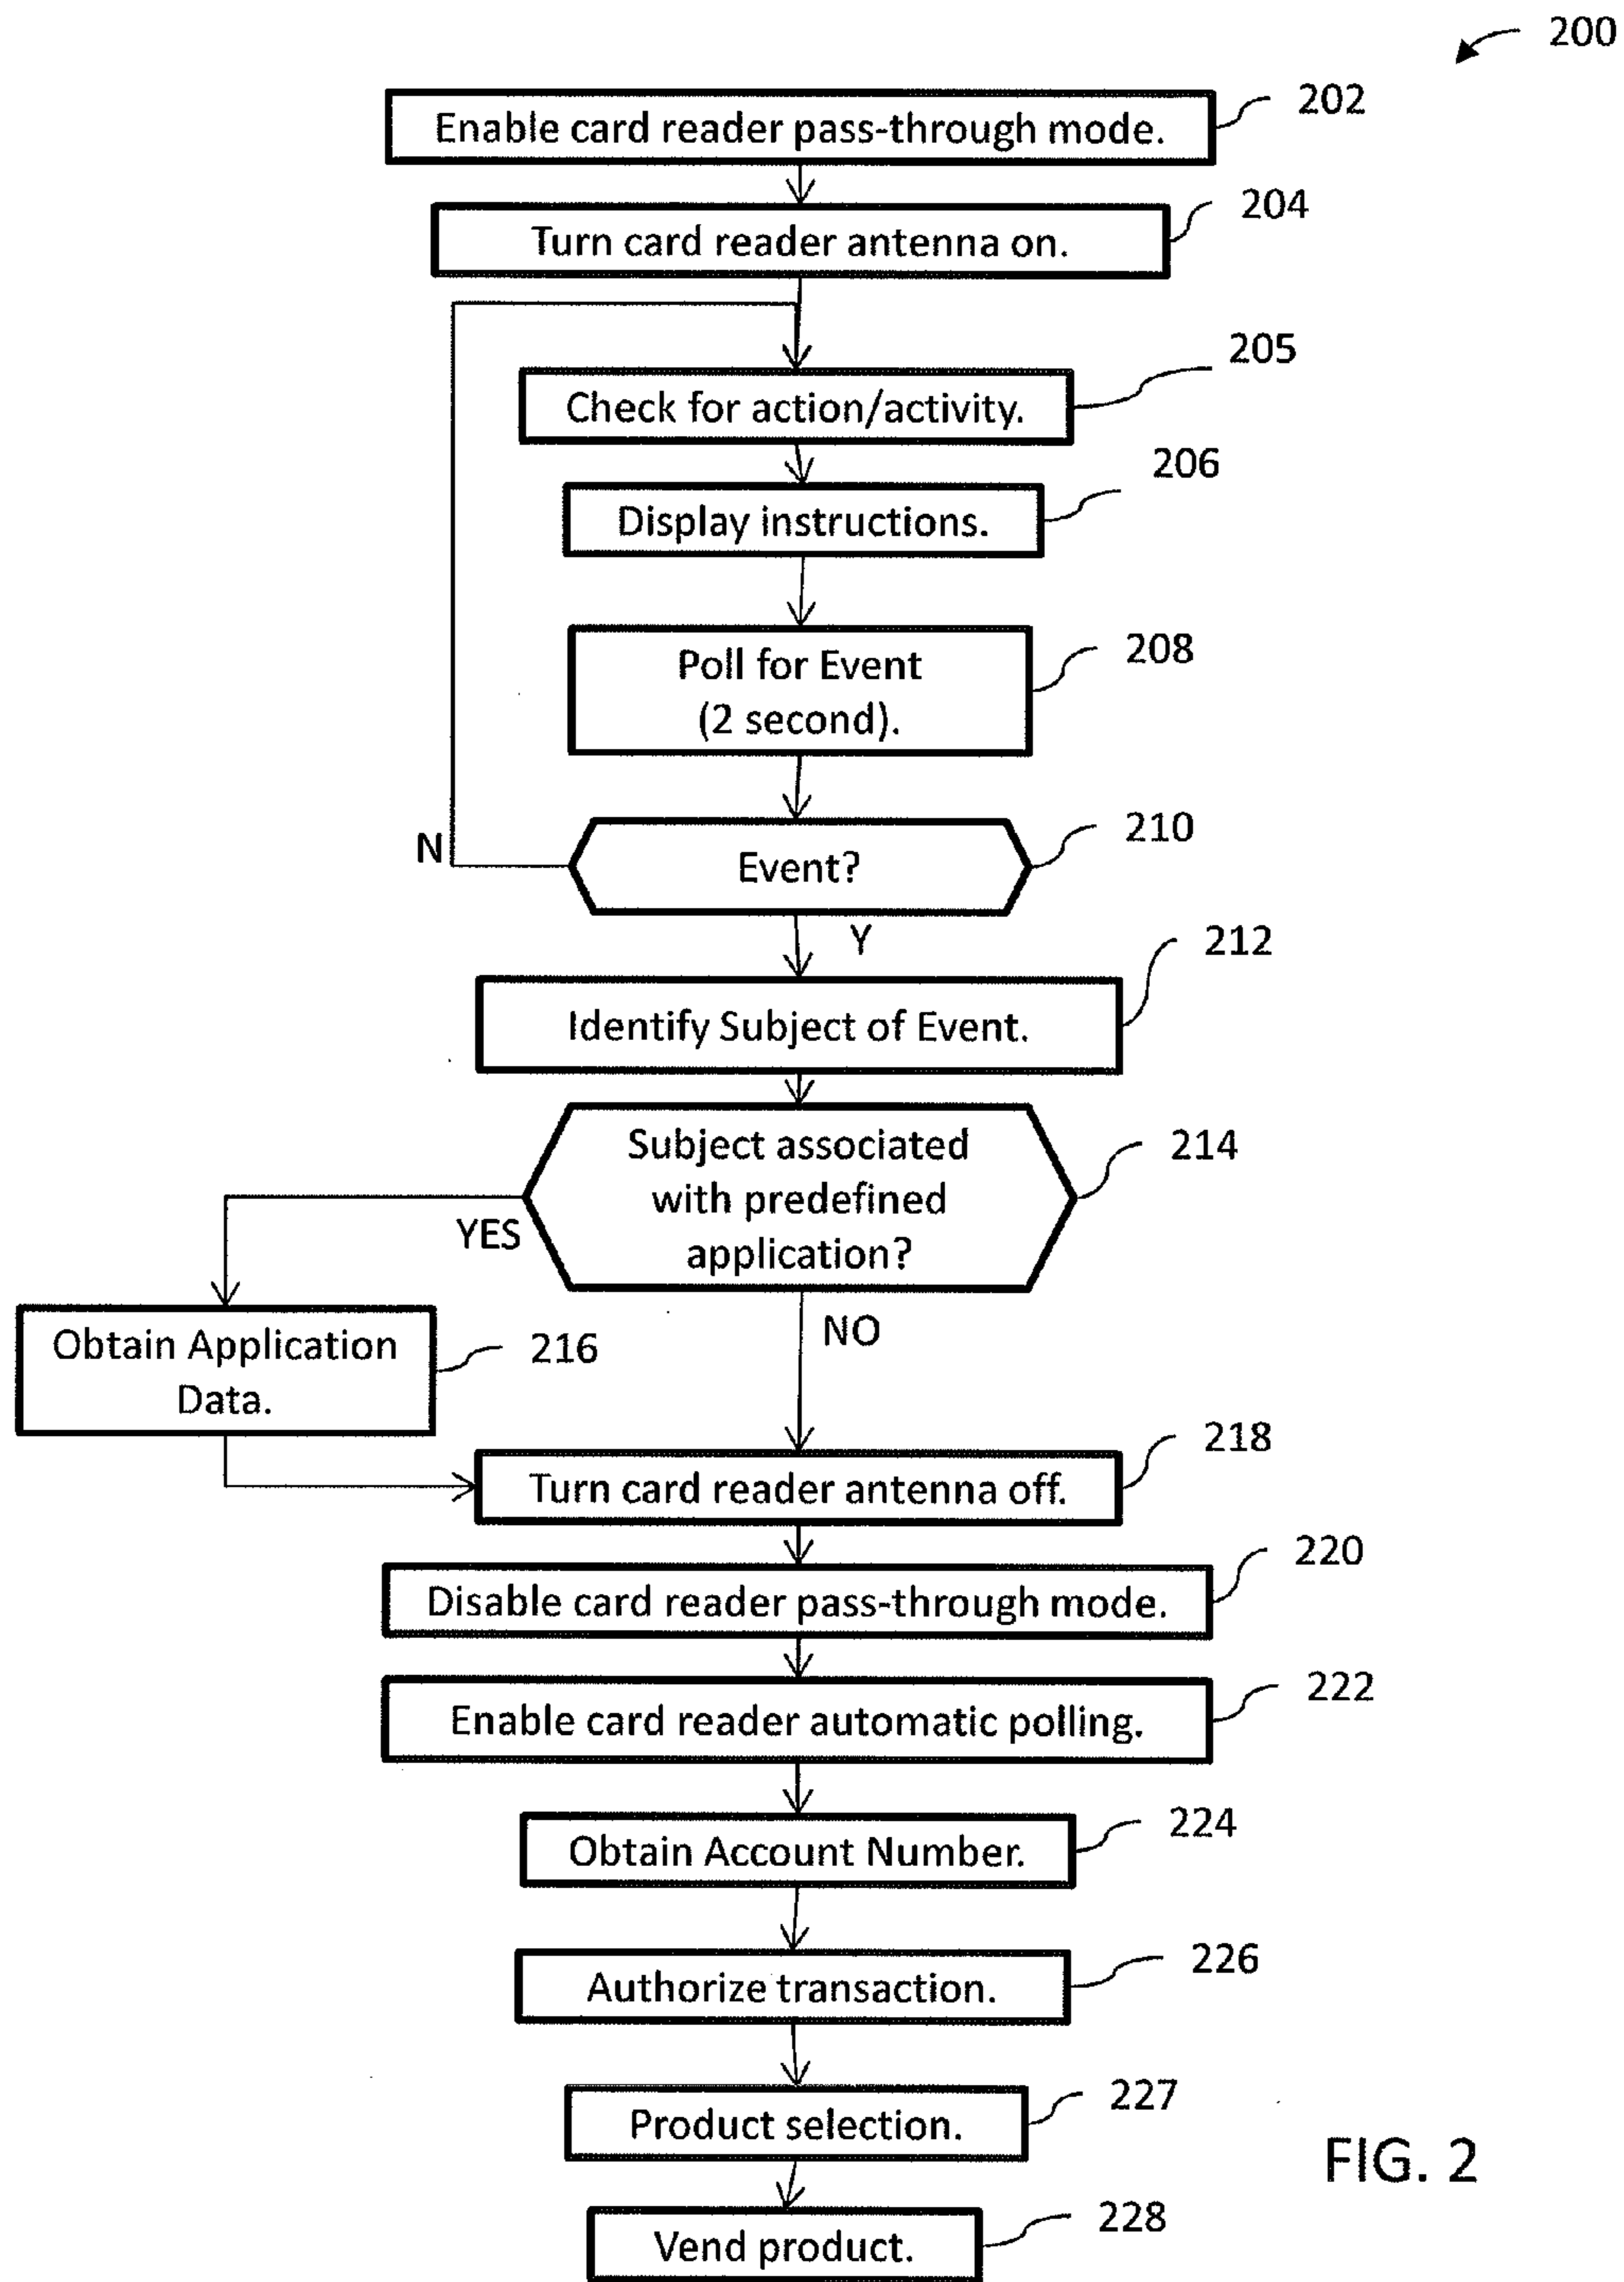 200
Enable card reader pass-through mode.
202
Turn card reader antenna on.
204
Check for action/activity.
205
Display instructions.
206
Poll for Event
(2 second).
208
Event?
210
N
Y
Identify Subject of Event.
212
Subject associated
with predefined
application?
214
YES
NO
Obtain Application
Data.
216
Turn card reader antenna off.
218
Disable card reader pass-through mode.
220
Enable card reader automatic polling.
222
Obtain Account Number.
224
Authorize transaction.
226
Product selection.
227
Vend product.
228
FIG. 2